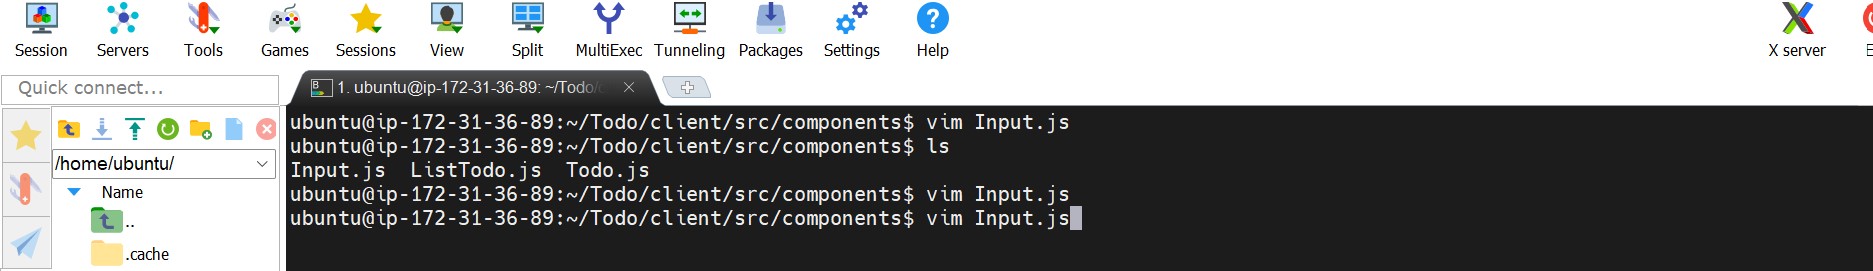 Session Servers Tools Games Sessions View Split MultiExec Tunneling Packages Settings Help X server
Quick connect...
1. ubuntu@ip-172-31-36-89: ~/Todo/c
/home/ubuntu/
Name
..
.cache
ubuntu@ip-172-31-36-89:~/Todo/client/src/components$ vim Input.js
ubuntu@ip-172-31-36-89:~/Todo/client/src/components$ ls
Input.js  ListTodo.js  Todo.js
ubuntu@ip-172-31-36-89:~/Todo/client/src/components$ vim Input.js
ubuntu@ip-172-31-36-89:~/Todo/client/src/components$ vim Input.js